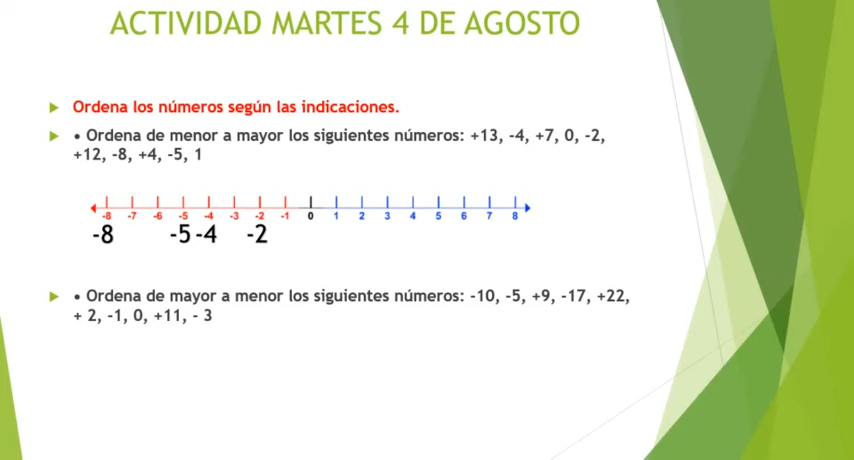 ACTIVIDAD MARTES 4 DE AGOSTO
Ordena los números según las indicaciones.
• Ordena de menor a mayor los siguientes números: +13, -4, +7, 0, -2,
+12, -8, +4, -5, 1
-8 -7 -6 -5 -4 -3 -2 -1 0 1 2 3 4 5 6 7 8
-8 -5 -4 -2
• Ordena de mayor a menor los siguientes números: -10, -5, +9, -17, +22,
+ 2, -1, 0, +11, - 3